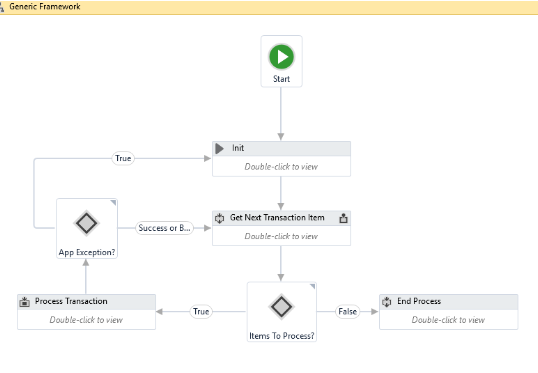 Generic Framework
Start
Init
Double-click to view
True
Get Next Transaction Item
Double-click to view
Success or B...
App Exception?
Process Transaction
Double-click to view
True
Items To Process?
False
End Process
Double-click to view